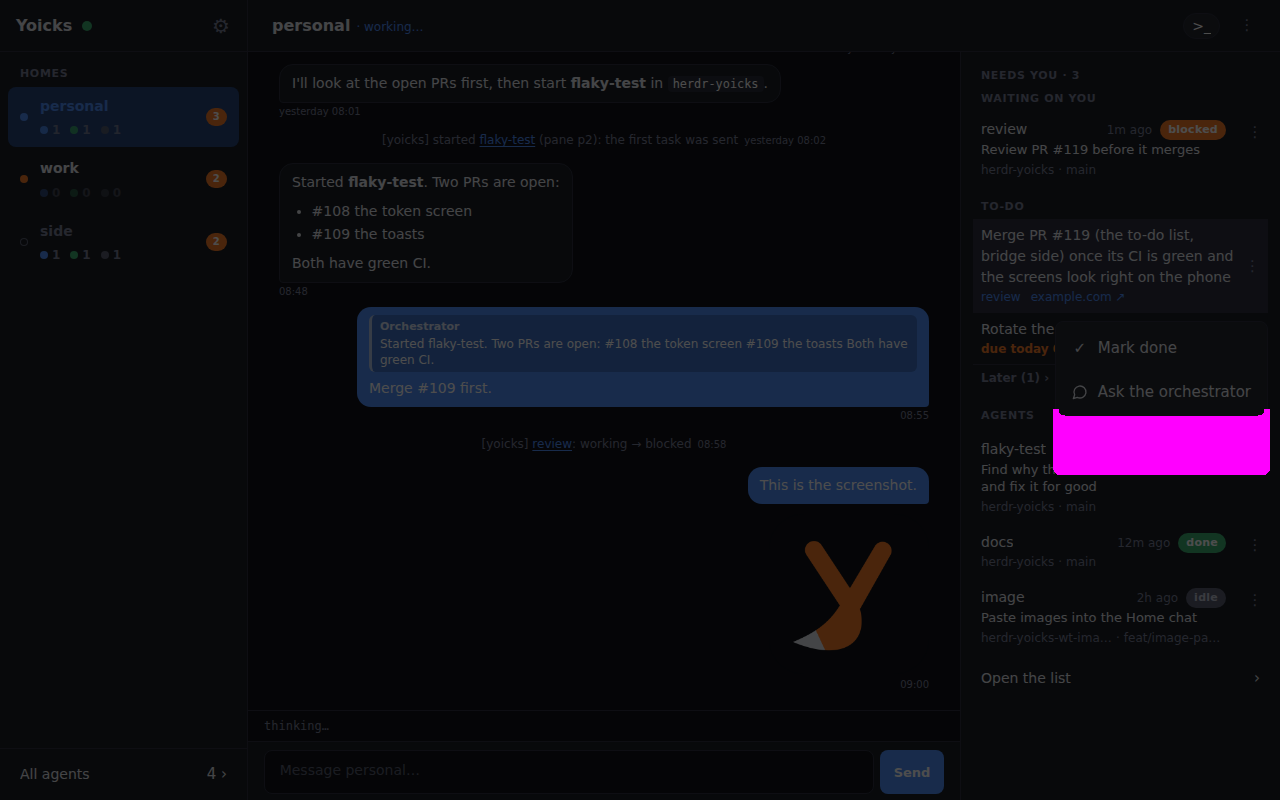 Yoicks
HOMES
personal
1 1 1
3
work
0 0 0
2
side
1 1 1
2
All agents
4 ›
personal · working…
>_
I'll look at the open PRs first, then start flaky-test in herdr-yoicks.
yesterday 08:01
[yoicks] started flaky-test (pane p2); the first task was sent yesterday 08:02
Started flaky-test. Two PRs are open:
• #108 the token screen
• #109 the toasts
Both have green CI.
08:48
Orchestrator
Started flaky-test. Two PRs are open: #108 the token screen #109 the toasts Both have
green CI.
Merge #109 first.
08:55
[yoicks] review: working → blocked 08:58
This is the screenshot.
09:00
thinking…
Message personal…
Send
NEEDS YOU · 3
WAITING ON YOU
review 1m ago blocked
Review PR #119 before it merges
herdr-yoicks · main
TO-DO
Merge PR #119 (the to-do list,
bridge side) once its CI is green and
the screens look right on the phone
review example.com ↗
Rotate the
due today
Later (1) ›
✓ Mark done
Ask the orchestrator
AGENTS
flaky-test
Find why
and fix it for good
herdr-yoicks · main
docs 12m ago done
herdr-yoicks · main
image 2h ago idle
Paste images into the Home chat
herdr-yoicks-wt-ima… · feat/image-pa…
Open the list ›